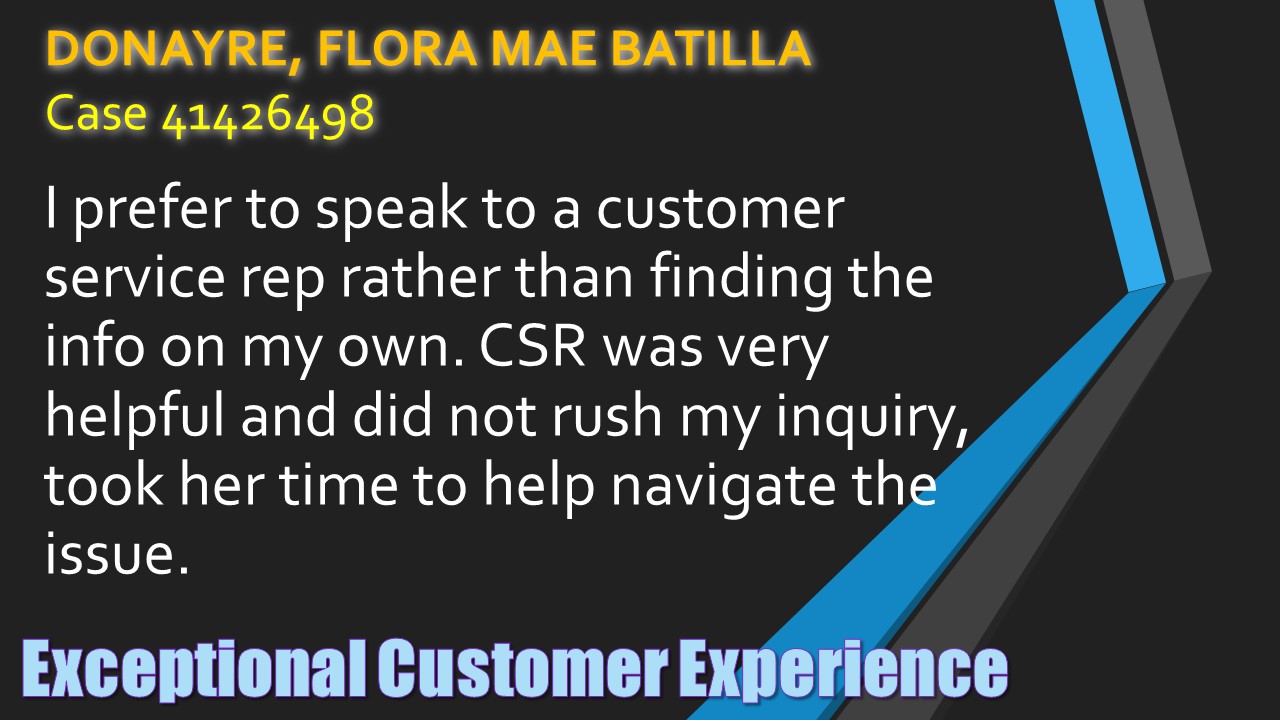 DONAYRE, FLORA MAE BATILLA
Case 41426498
I prefer to speak to a customer
service rep rather than finding the
info on my own. CSR was very
helpful and did not rush my inquiry,
took her time to help navigate the
issue.
Exceptional Customer Experience